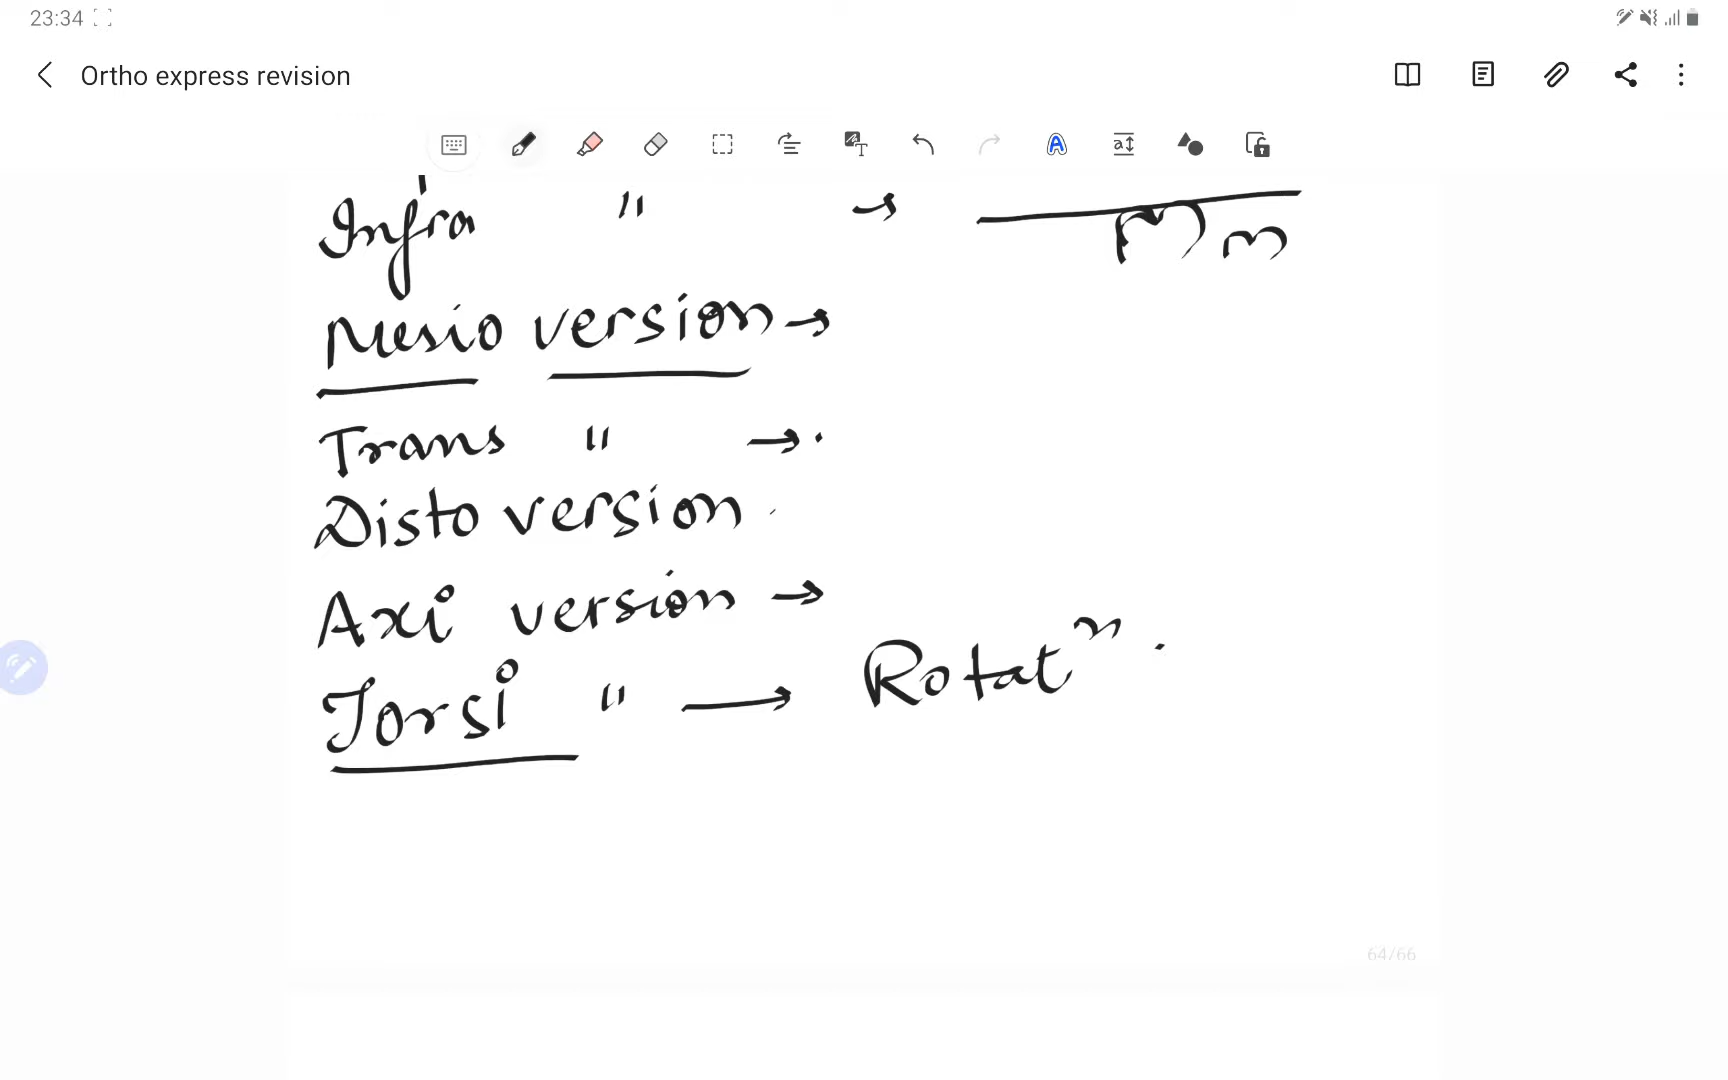 23:34
Ortho express revision
Infra " →
Mesio version →
Trans " → .
Disto version .
Axi version →
Torsi " → Rotatⁿ .
64/66